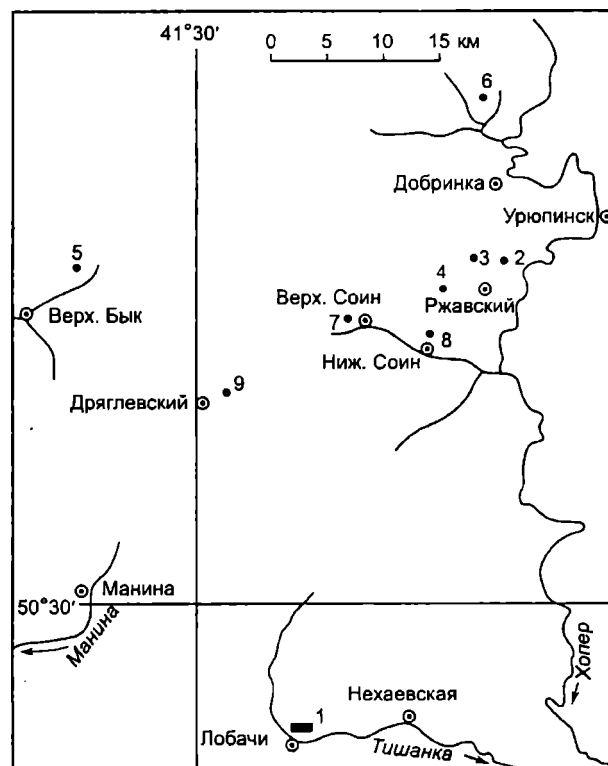 41°30'
0 5 10 15 км
6
Добринка
Урюпинск
5
3
2
4
Ржавский
Верх. Соин
Верх. Бык
7
8
Ниж. Соин
Дряглевский
9
Манина
50°30'
Манина
Хопер
Нехаевская
1
Лобачи
Тишанка